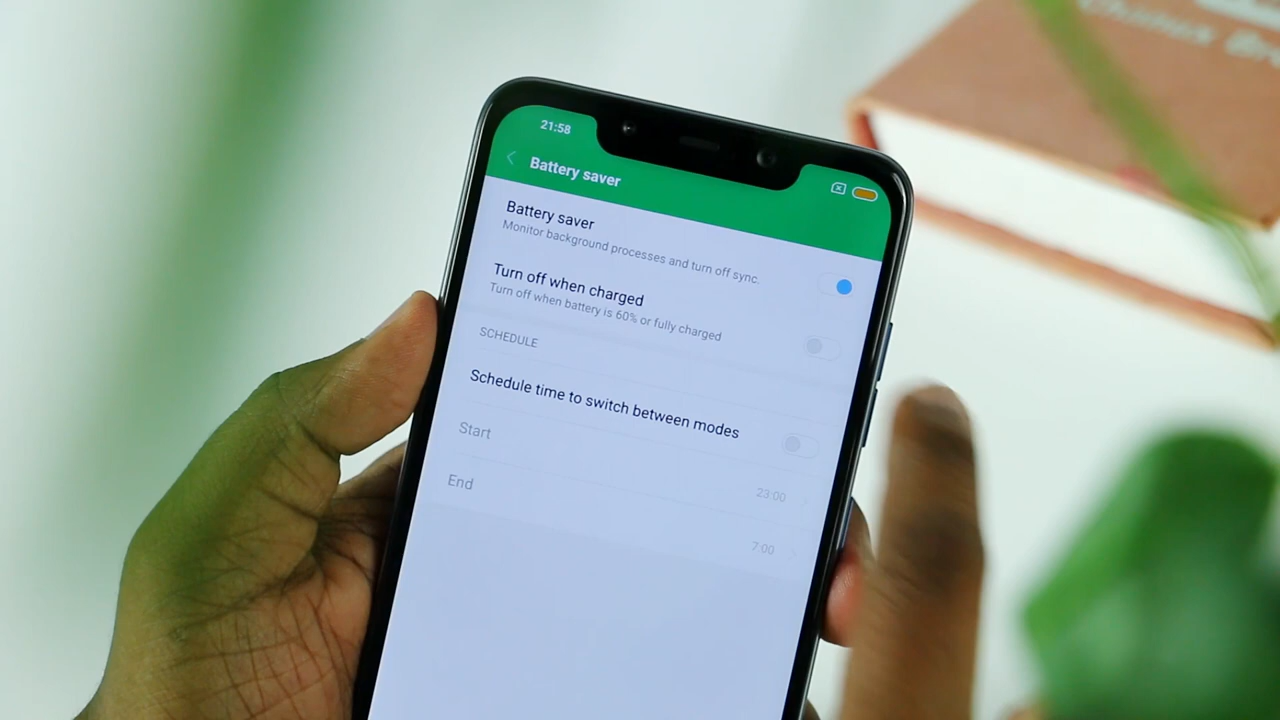 21:58
Battery saver
Battery saver
Monitor background processes and turn off sync.
Turn off when charged
Turn off when battery is 60% or fully charged
SCHEDULE
Schedule time to switch between modes
Start
23:00
End
7:00